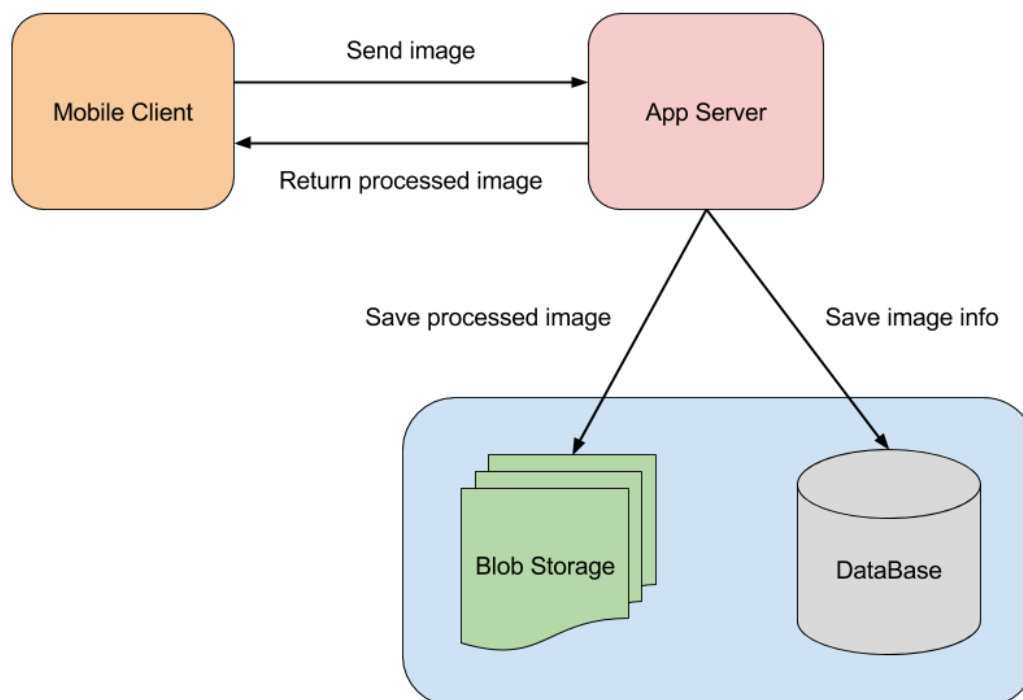 Send image
Mobile Client
App Server
Return processed image
Save processed image
Save image info
Blob Storage
DataBase